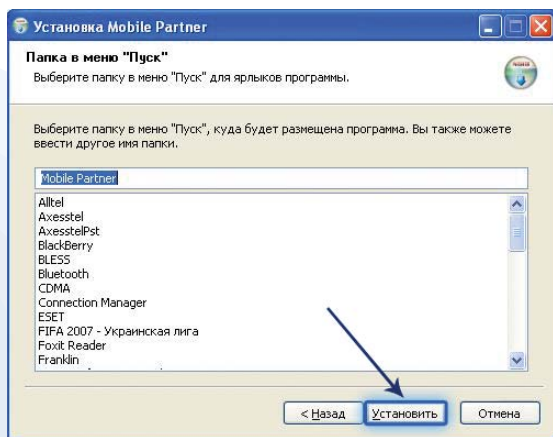 Установка Mobile Partner
Папка в меню "Пуск"
Выберите папку в меню "Пуск" для ярлыков программы.
Выберите папку в меню "Пуск", куда будет размещена программа. Вы также можете
ввести другое имя папки.
Mobile Partner
Alltel
Axesstel
AxesstelPst
BlackBerry
BLESS
Bluetooth
CDMA
Connection Manager
ESET
FIFA 2007 - Украинская лига
Foxit Reader
Franklin
< Назад
Установить
Отмена